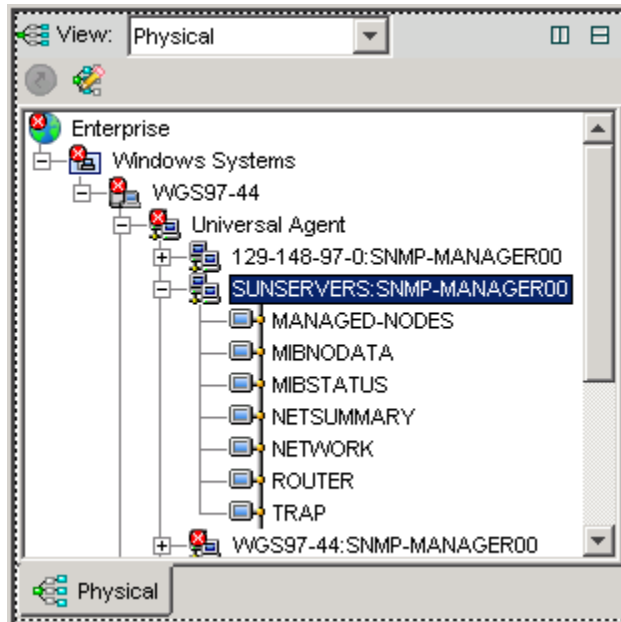 View: Physical
Enterprise
Windows Systems
WGS97-44
Universal Agent
129-148-97-0:SNMP-MANAGER00
SUNSERVERS:SNMP-MANAGER00
MANAGED-NODES
MIBNODATA
MIBSTATUS
NETSUMMARY
NETWORK
ROUTER
TRAP
WGS97-44:SNMP-MANAGER00
Physical